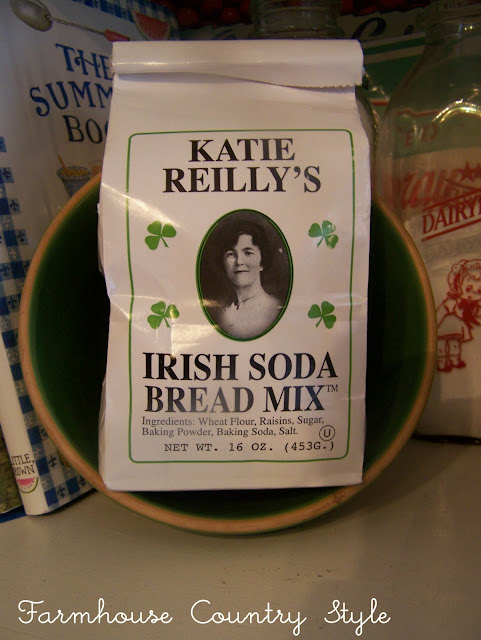 THE
SUMM
BOO
KATIE
REILLY'S
IRISH SODA
BREAD MIX™
Ingredients: Wheat Flour, Raisins, Sugar,
Baking Powder, Baking Soda, Salt.
U
NET WT. 16 OZ. (453G.)
DAIRY
Farmhouse Country Style